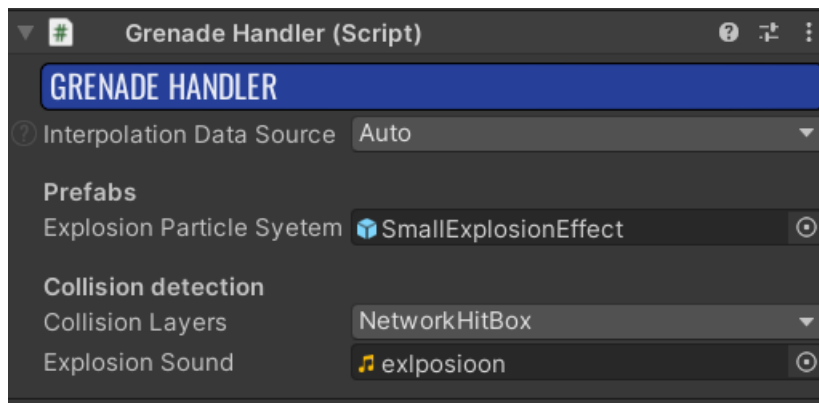 # Grenade Handler (Script)
GRENADE HANDLER
? Interpolation Data Source Auto
Prefabs
Explosion Particle Syetem SmallExplosionEffect
Collision detection
Collision Layers NetworkHitBox
Explosion Sound exlposioon